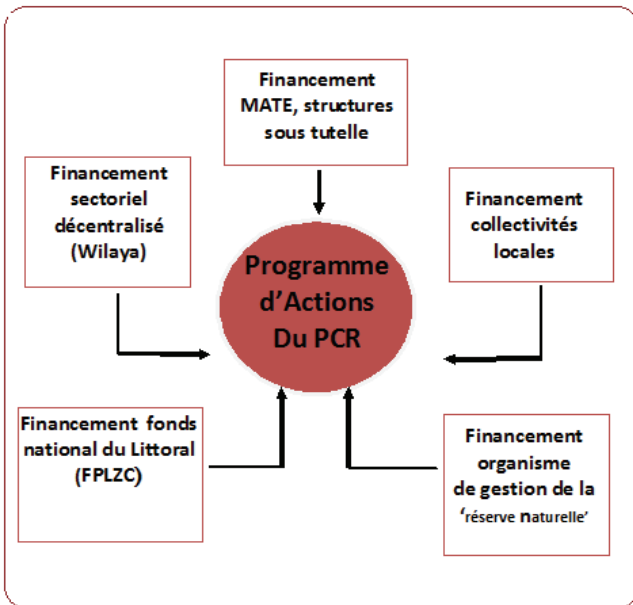 Financement
MATE, structures
sous tutelle
Financement
sectoriel
décentralisé
(Wilaya)
Financement
collectivités
locales
Programme
d'Actions
Du PCR
Financement fonds
national du Littoral
(FPLZC)
Financement
organisme
de gestion de la
‘réserve naturelle’